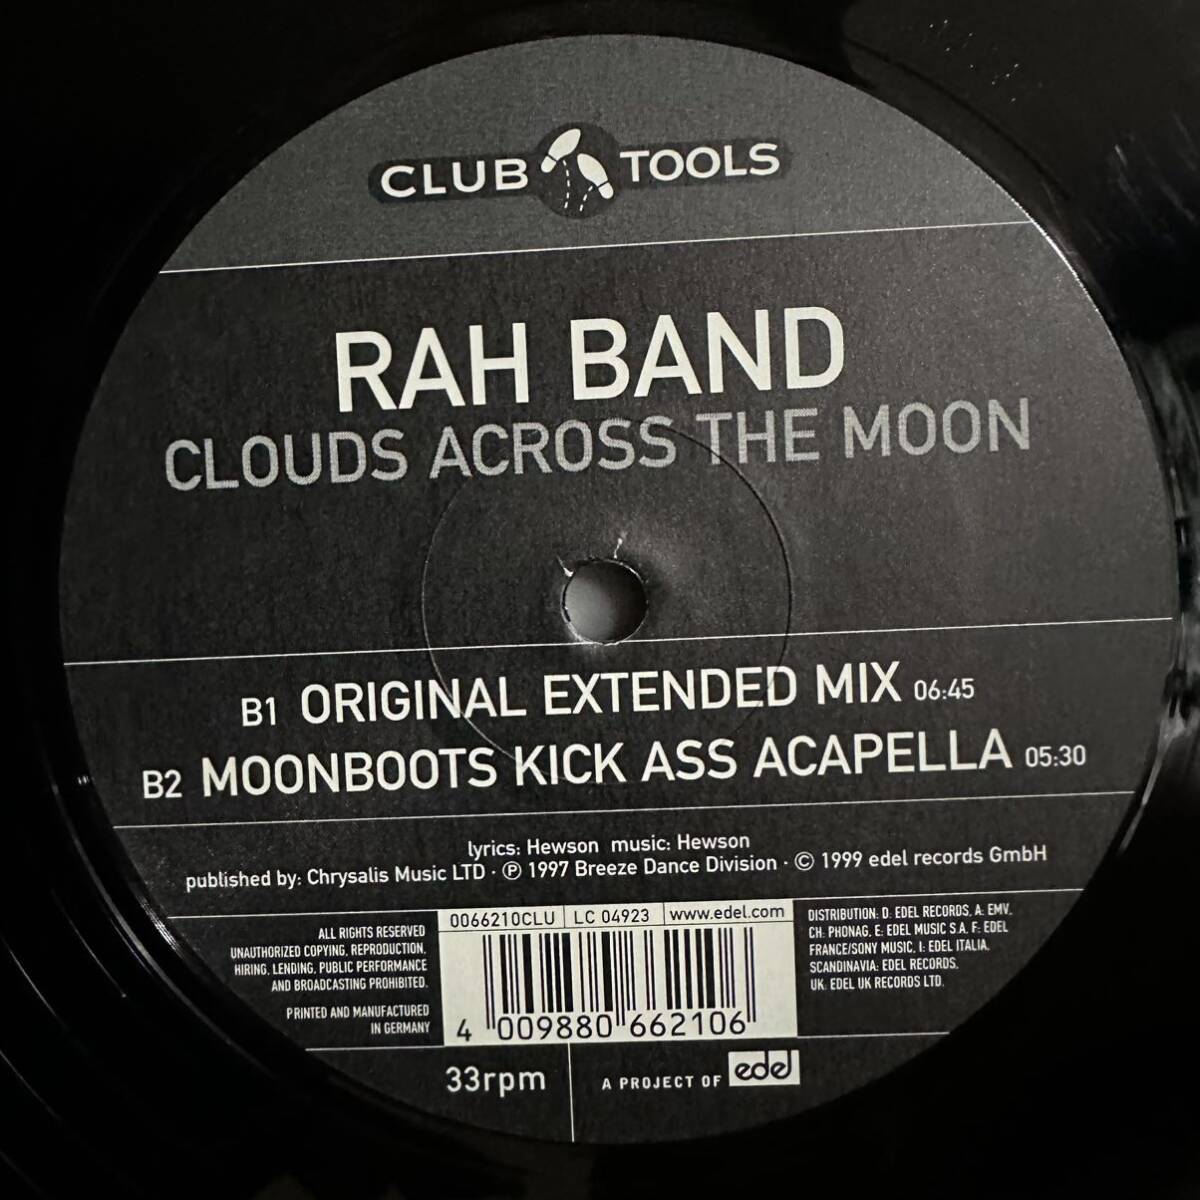 CLUB TOOLS
RAH BAND
CLOUDS ACROSS THE MOON
B1 ORIGINAL EXTENDED MIX 06:45
B2 MOONBOOTS KICK ASS ACAPELLA 05:30
lyrics: Hewson music: Hewson
published by: Chrysalis Music LTD · ℗ 1997 Breeze Dance Division · © 1999 edel records GmbH
ALL RIGHTS RESERVED
UNAUTHORIZED COPYING, REPRODUCTION,
HIRING, LENDING, PUBLIC PERFORMANCE
AND BROADCASTING PROHIBITED.
PRINTED AND MANUFACTURED
IN GERMANY
0066210CLU LC 04923 www.edel.com
4 009880 662106
DISTRIBUTION: D: EDEL RECORDS, A: EMV,
CH: PHONAG, E: EDEL MUSIC S.A. F: EDEL
FRANCE/SONY MUSIC, I: EDEL ITALIA,
SCANDINAVIA: EDEL RECORDS,
UK: EDEL UK RECORDS LTD.
33rpm
A PROJECT OF edel